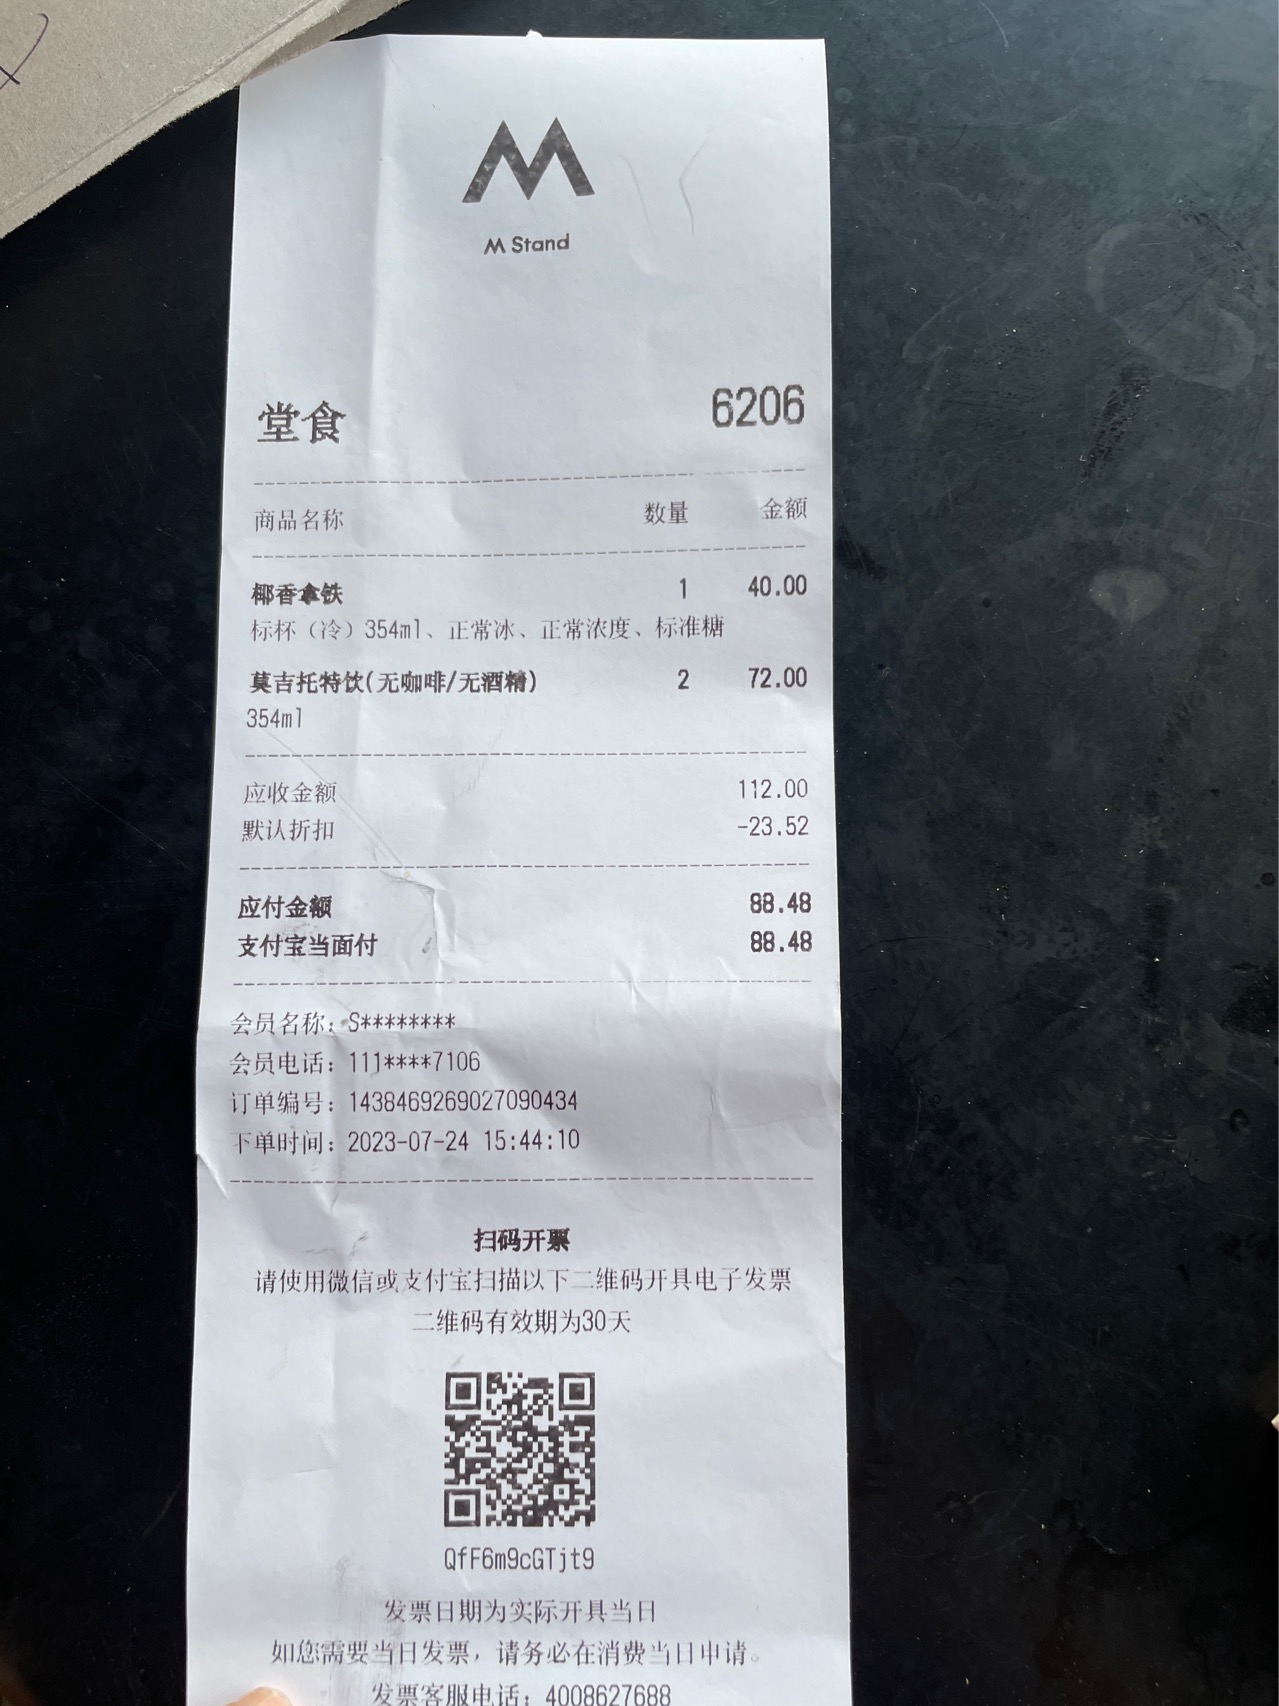 M
M Stand
堂食 6206
商品名称 数量 金额
椰香拿铁 1 40.00
标杯（冷）354ml、正常冰、正常浓度、标准糖
莫吉托特饮(无咖啡/无酒精) 2 72.00
354ml
应收金额 112.00
默认折扣 -23.52
应付金额 88.48
支付宝当面付 88.48
会员名称：S********
会员电话：111****7106
订单编号：1438469269027090434
下单时间：2023-07-24 15:44:10
扫码开票
请使用微信或支付宝扫描以下二维码开具电子发票
二维码有效期为30天
QfF6m9cGTjt9
发票日期为实际开具当日
如您需要当日发票，请务必在消费当日申请。
发票客服电话：4008627688